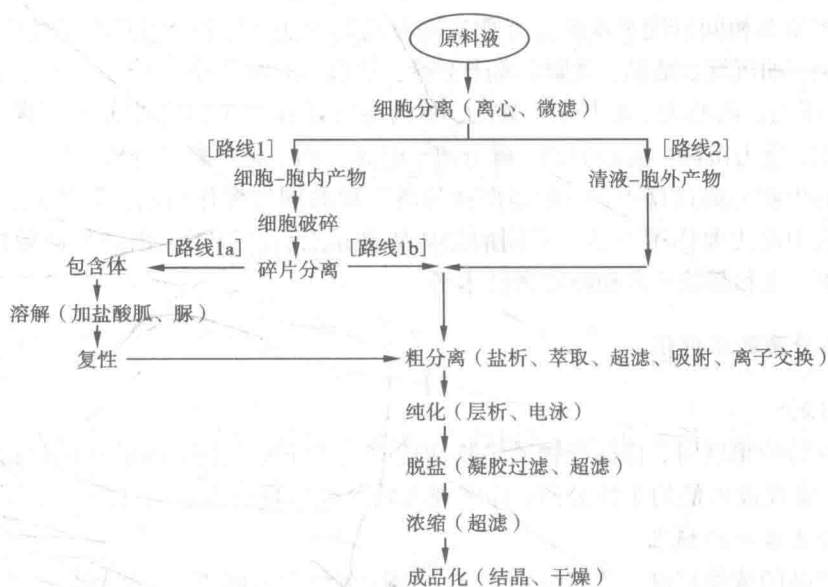 原料液
细胞分离（离心、微滤）
[路线1]
[路线2]
细胞-胞内产物
清液-胞外产物
细胞破碎
[路线1a]
[路线1b]
包含体
碎片分离
溶解（加盐酸胍、脲）
复性
粗分离（盐析、萃取、超滤、吸附、离子交换）
纯化（层析、电泳）
脱盐（凝胶过滤、超滤）
浓缩（超滤）
成品化（结晶、干燥）